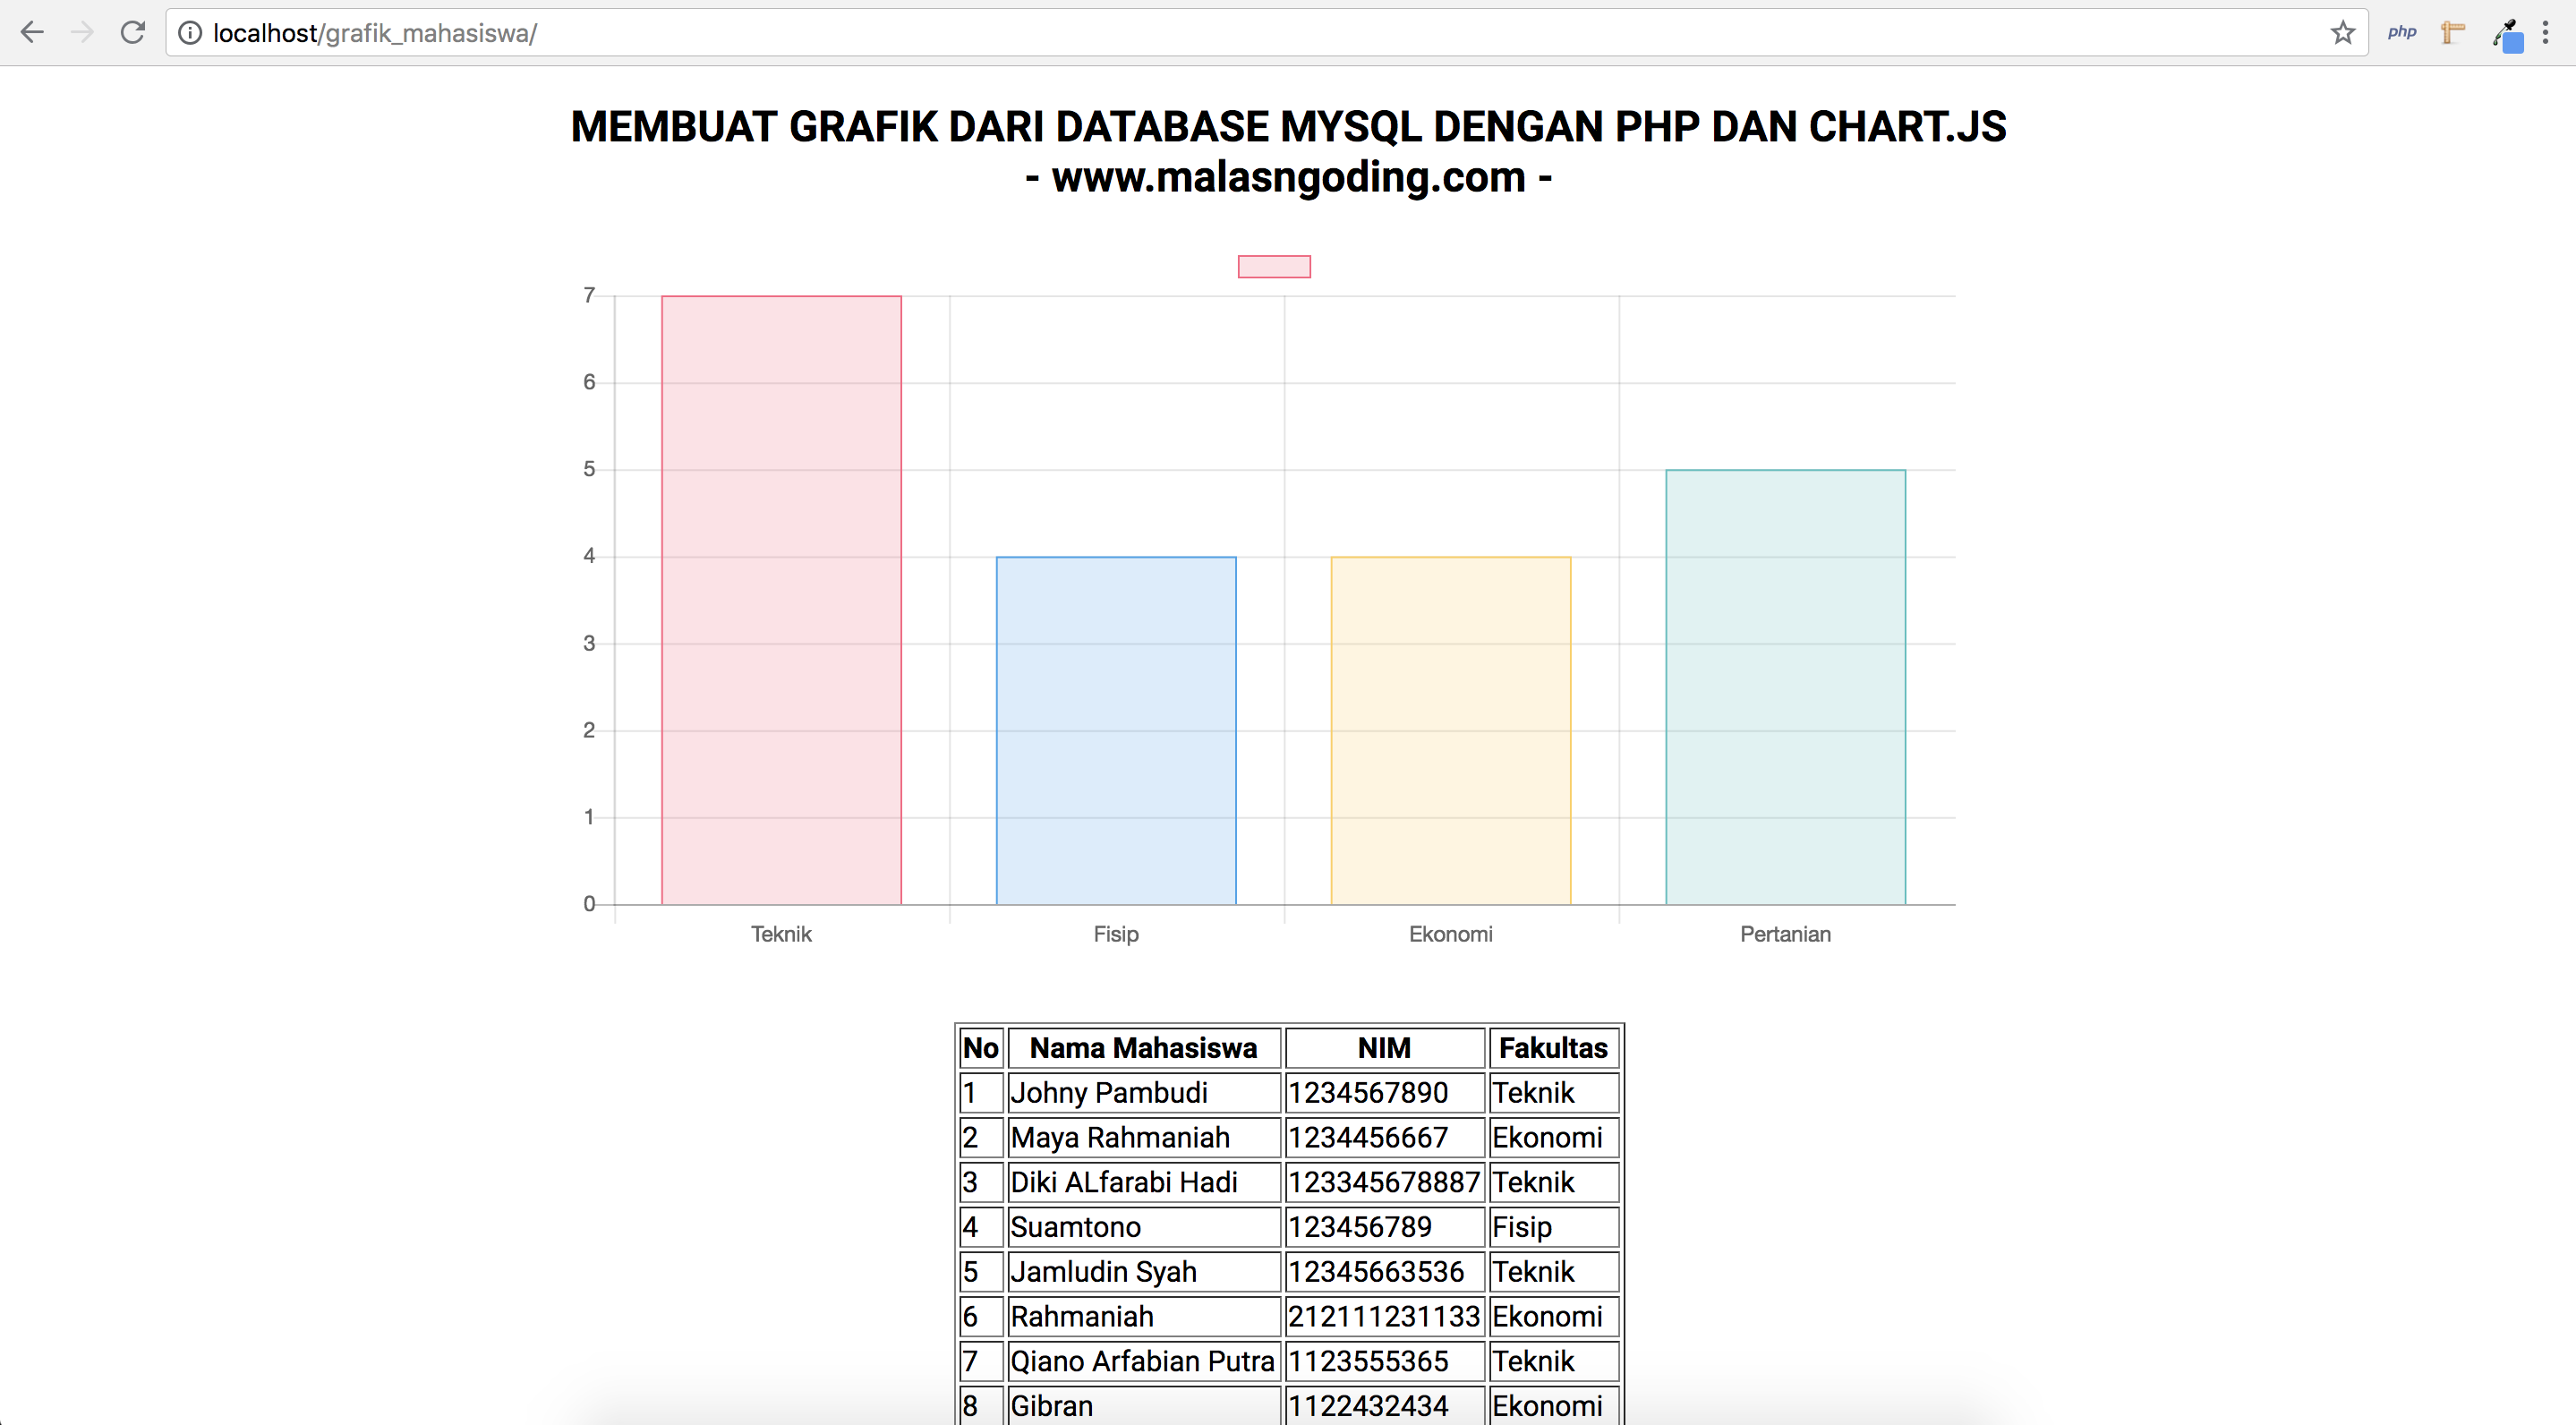 localhost/grafik_mahasiswa/
php
MEMBUAT GRAFIK DARI DATABASE MYSQL DENGAN PHP DAN CHART.JS
- www.malasngoding.com -
7
6
5
4
3
2
1
0
Teknik Fisip Ekonomi Pertanian
No Nama Mahasiswa NIM Fakultas
1 Johny Pambudi 1234567890 Teknik
2 Maya Rahmaniah 1234456667 Ekonomi
3 Diki ALfarabi Hadi 123345678887 Teknik
4 Suamtono 123456789 Fisip
5 Jamludin Syah 12345663536 Teknik
6 Rahmaniah 212111231133 Ekonomi
7 Qiano Arfabian Putra 1123555365 Teknik
8 Gibran 1122432434 Ekonomi